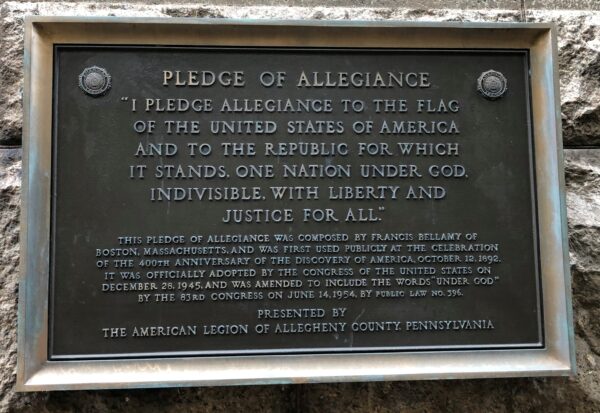 PLEDGE OF ALLEGIANCE
"I PLEDGE ALLEGIANCE TO THE FLAG
OF THE UNITED STATES OF AMERICA
AND TO THE REPUBLIC FOR WHICH
IT STANDS, ONE NATION UNDER GOD,
INDIVISIBLE, WITH LIBERTY AND
JUSTICE FOR ALL."
THIS PLEDGE OF ALLEGIANCE WAS COMPOSED BY FRANCIS BELLAMY OF
BOSTON, MASSACHUSETTS, AND WAS FIRST USED PUBLICLY AT THE CELEBRATION
OF THE 400TH ANNIVERSARY OF THE DISCOVERY OF AMERICA, OCTOBER 12, 1892.
IT WAS OFFICIALLY ADOPTED BY THE CONGRESS OF THE UNITED STATES ON
DECEMBER 28, 1945, AND WAS AMENDED TO INCLUDE THE WORDS "UNDER GOD"
BY THE 83RD CONGRESS ON JUNE 14, 1954, BY PUBLIC LAW NO. 396.
PRESENTED BY
THE AMERICAN LEGION OF ALLEGHENY COUNTY, PENNSYLVANIA